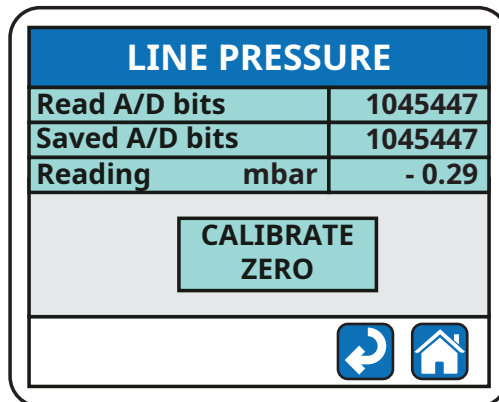 LINE PRESSURE
Read A/D bits 1045447
Saved A/D bits 1045447
Reading mbar - 0.29
CALIBRATE
ZERO